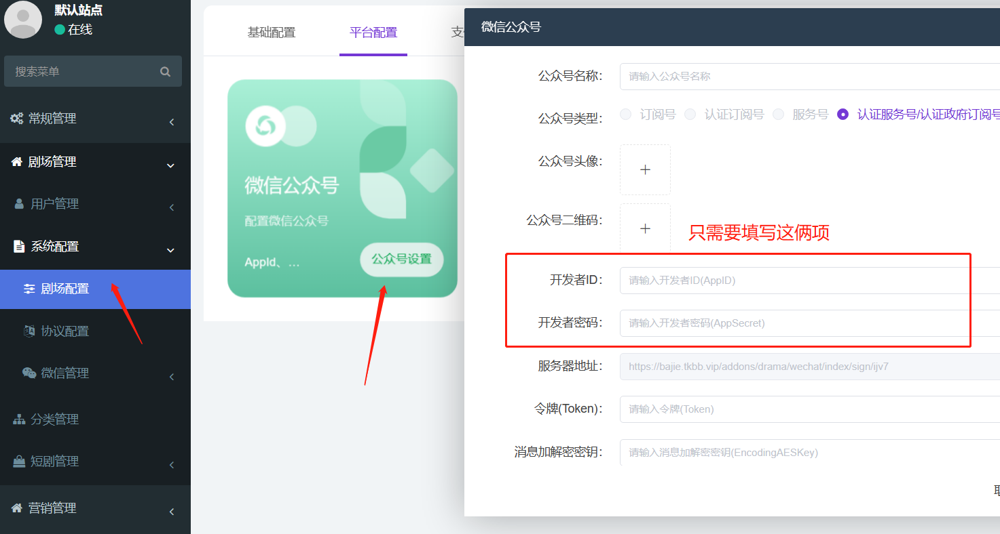 默认站点
在线
搜索菜单
常规管理
剧场管理
用户管理
系统配置
剧场配置
协议配置
微信管理
分类管理
短剧管理
营销管理
基础配置
平台配置
微信公众号
配置微信公众号
AppId、...
公众号设置
微信公众号
公众号名称：
请输入公众号名称
公众号类型：
订阅号
认证订阅号
服务号
认证服务号/认证政府订阅号
公众号头像：
公众号二维码：
只需要填写这俩项
开发者ID：
请输入开发者ID(AppID)
开发者密码：
请输入开发者密码(AppSecret)
服务器地址：
https://bajie.tkbb.vip/addons/drama/wechat/index/sign/ijv7
令牌(Token)：
请输入令牌(Token)
消息加解密密钥：
请输入消息加解密密钥(EncodingAESKey)